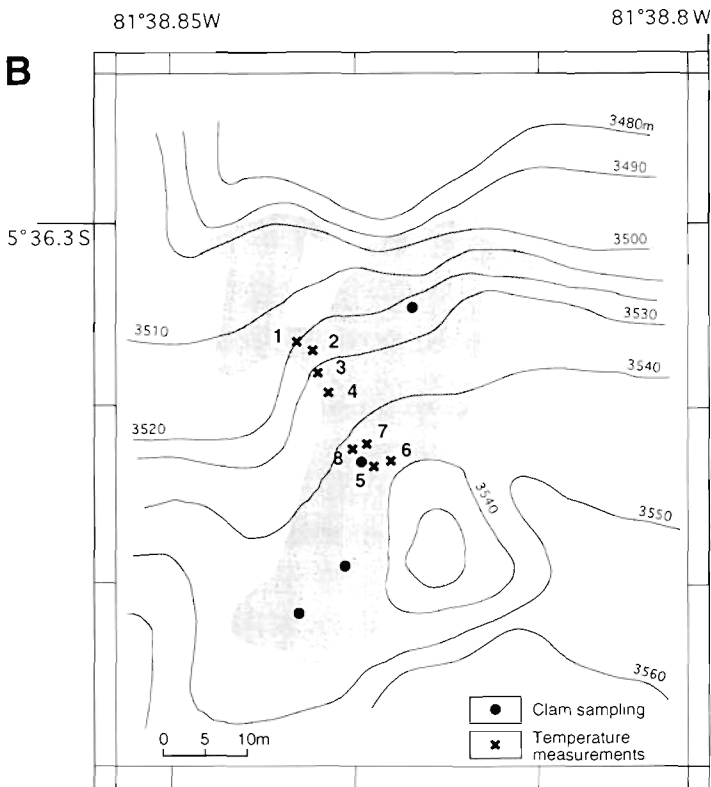 81°38.85W
81°38.8 W
B
3480m
3490
5°36.3 S
3500
3510
3530
1
2
3
3540
4
3520
7
8
6
5
3540
3550
3560
Clam sampling
0 5 10m
Temperature
measurements